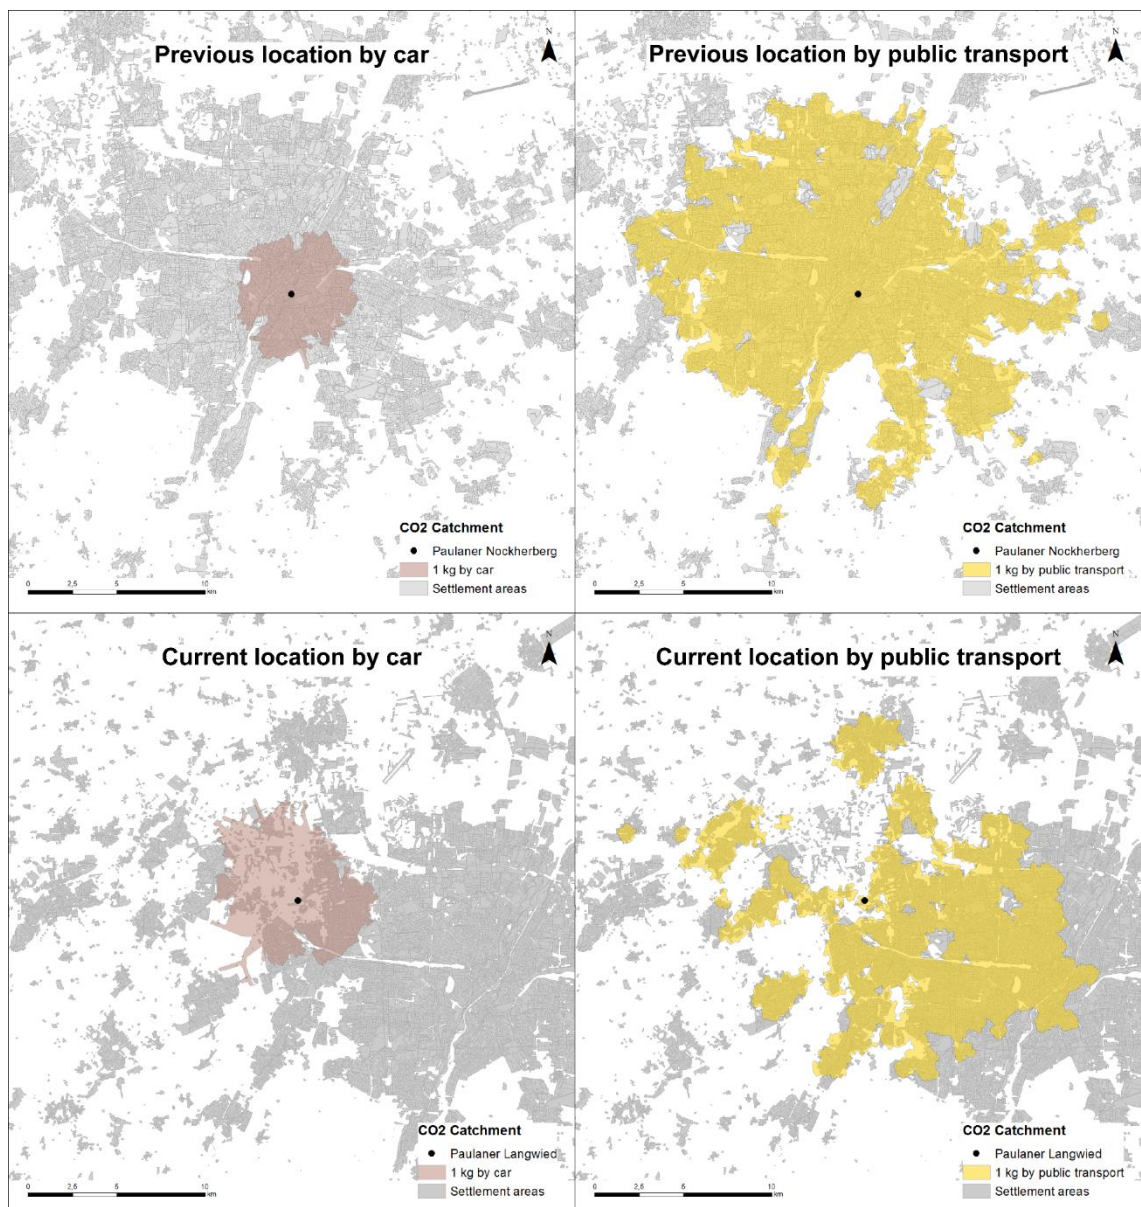 Previous location by car
N
CO2 Catchment
Paulaner Nockherberg
1 kg by car
Settlement areas
0 2,5 5 10
km
Previous location by public transport
N
CO2 Catchment
Paulaner Nockherberg
1 kg by public transport
Settlement areas
0 2,5 5 10
km
Current location by car
N
CO2 Catchment
Paulaner Langwied
1 kg by car
Settlement areas
0 2,5 5 10
km
Current location by public transport
N
CO2 Catchment
Paulaner Langwied
1 kg by public transport
Settlement areas
0 2,5 5 10
km